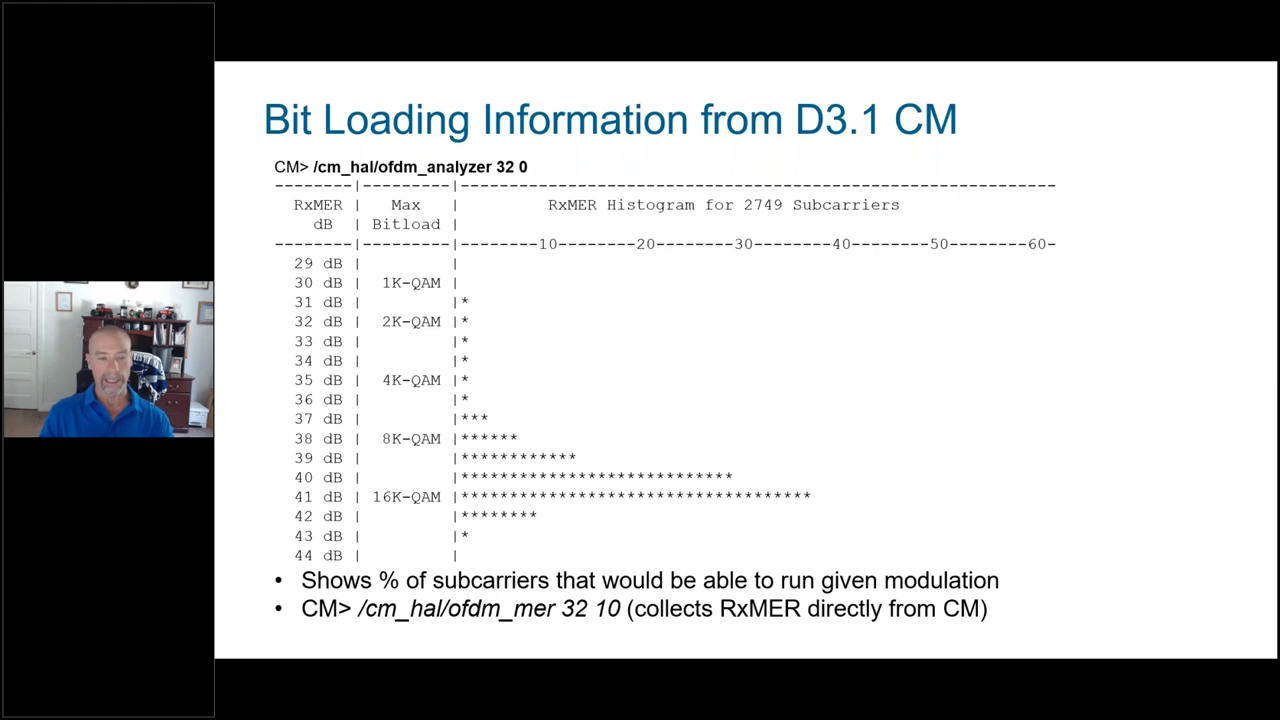 Bit Loading Information from D3.1 CM
CM> /cm_hal/ofdm_analyzer 32 0
--------|---------|-------------------------------------------------------------
RxMER | Max | RxMER Histogram for 2749 Subcarriers
dB | Bitload |
--------|---------|--------10--------20--------30--------40--------50--------60-
29 dB | |
30 dB | 1K-QAM |
31 dB | |*
32 dB | 2K-QAM |*
33 dB | |*
34 dB | |*
35 dB | 4K-QAM |*
36 dB | |*
37 dB | |***
38 dB | 8K-QAM |******
39 dB | |************
40 dB | |****************************
41 dB | 16K-QAM |************************************
42 dB | |********
43 dB | |*
44 dB | |
• Shows % of subcarriers that would be able to run given modulation
• CM> /cm_hal/ofdm_mer 32 10 (collects RxMER directly from CM)